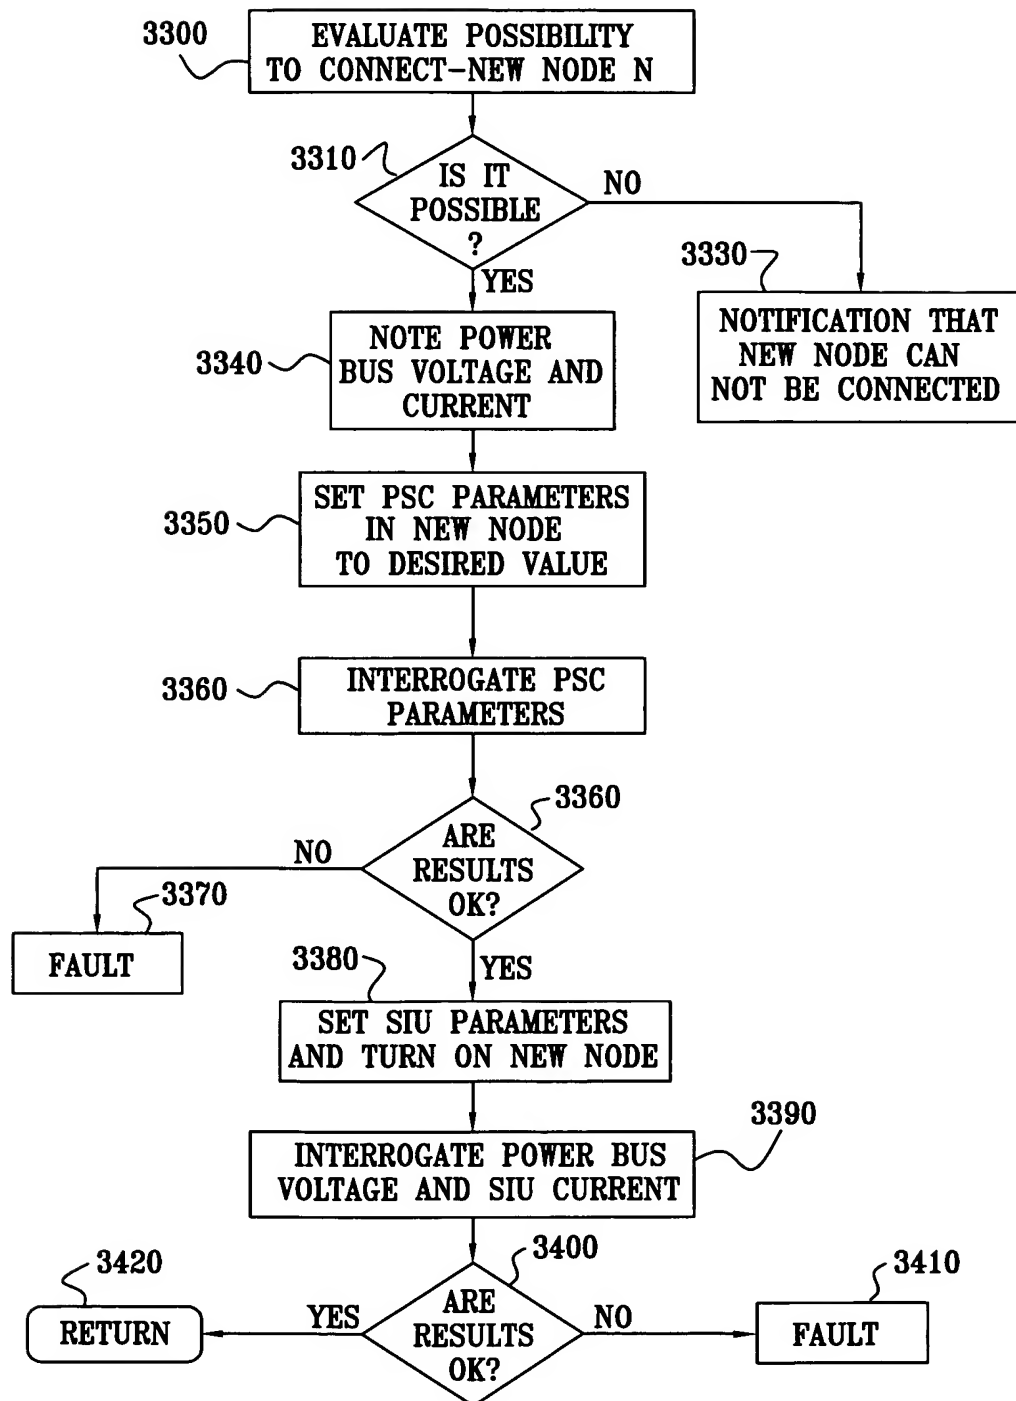 3300
EVALUATE POSSIBILITY
TO CONNECT-NEW NODE N
3310
IS IT
POSSIBLE
?
NO
YES
3330
NOTIFICATION THAT
NEW NODE CAN
NOT BE CONNECTED
3340
NOTE POWER
BUS VOLTAGE AND
CURRENT
3350
SET PSC PARAMETERS
IN NEW NODE
TO DESIRED VALUE
3360
INTERROGATE PSC
PARAMETERS
3360
ARE
RESULTS
OK?
NO
3370
FAULT
YES
3380
SET SIU PARAMETERS
AND TURN ON NEW NODE
3390
INTERROGATE POWER BUS
VOLTAGE AND SIU CURRENT
3400
ARE
RESULTS
OK?
YES
3420
RETURN
NO
3410
FAULT